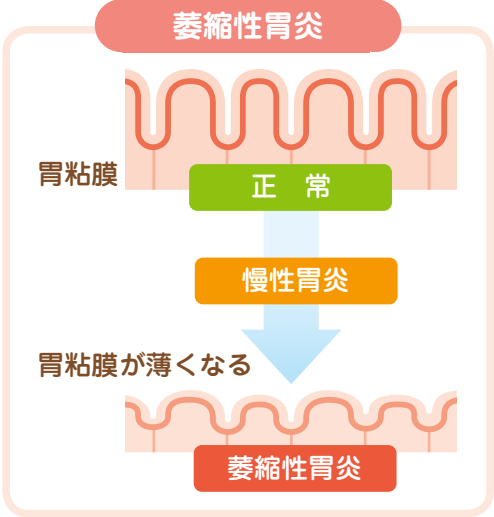 萎縮性胃炎
胃粘膜
正　常
慢性胃炎
胃粘膜が薄くなる
萎縮性胃炎